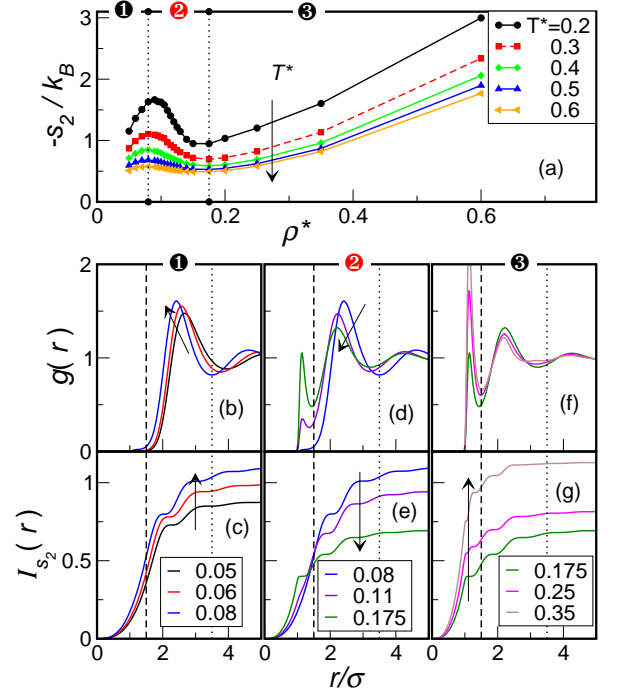 ❶ ❷ ❸
3
2
1
0
-s₂ / k_B
T*=0.2
0.3
0.4
0.5
0.6
T*
(a)
0 0.2 0.4 0.6
ρ*
❶ ❷ ❸
2
1
0
g( r )
(b) (d) (f)
1
0.5
0
I_{s₂}( r )
(c) (e) (g)
0.05
0.06
0.08
0.08
0.11
0.175
0.175
0.25
0.35
0 2 4 0 2 4 0 2 4
r/σ